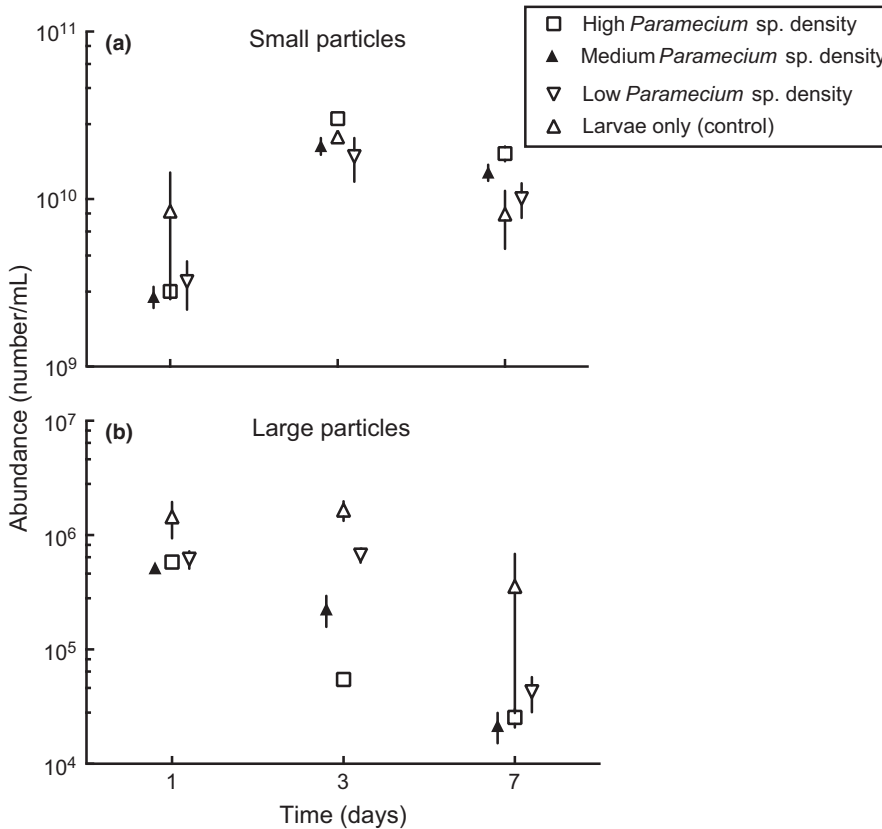 (a)
Small particles
High Paramecium sp. density
Medium Paramecium sp. density
Low Paramecium sp. density
Larvae only (control)
10¹¹
10¹⁰
10⁹
Abundance (number/mL)
(b)
Large particles
10⁷
10⁶
10⁵
10⁴
1 3 7
Time (days)